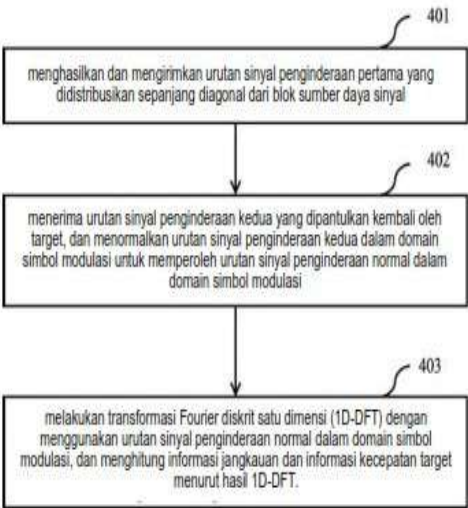 401
menghasilkan dan mengirimkan urutan sinyal penginderaan pertama yang
didistribusikan sepanjang diagonal dari blok sumber daya sinyal
402
menerima urutan sinyal penginderaan kedua yang dipantulkan kembali oleh
target, dan menormalkan urutan sinyal penginderaan kedua dalam domain
simbol modulasi untuk memperoleh urutan sinyal penginderaan normal dalam
domain simbol modulasi
403
melakukan transformasi Fourier diskrit satu dimensi (1D-DFT) dengan
menggunakan urutan sinyal penginderaan normal dalam domain simbol
modulasi, dan menghitung informasi jangkauan dan informasi kecepatan target
menurut hasil 1D-DFT.